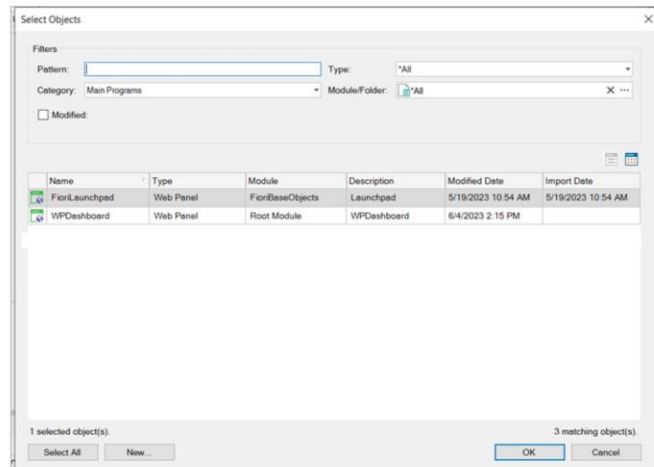 Select Objects
Filters
Pattern: Type: *All
Category: Main Programs Module/Folder: *All
Modified:
Name Type Module Description Modified Date Import Date
FioriLaunchpad Web Panel FioriBaseObjects Launchpad 5/19/2023 10:54 AM 5/19/2023 10:54 AM
WPDashboard Web Panel Root Module WPDashboard 6/4/2023 2:15 PM
1 selected object(s). 3 matching object(s).
Select All New... OK Cancel